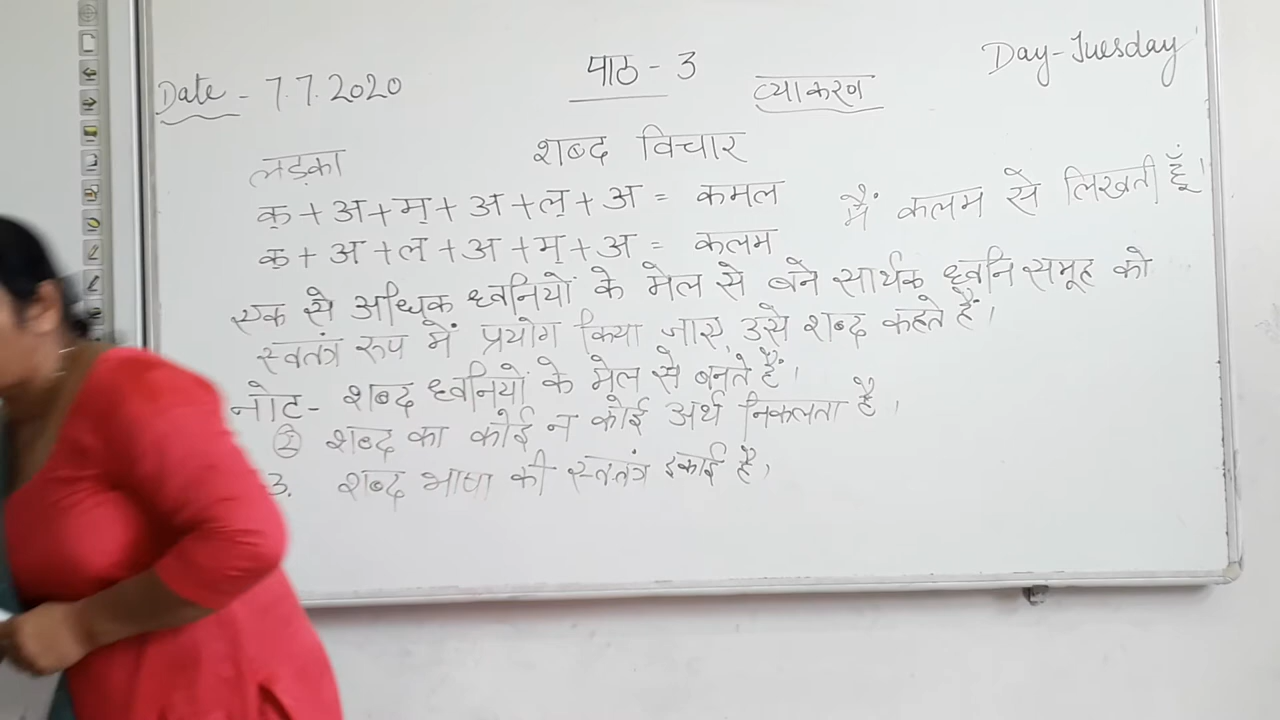 Date - 7.7.2020
पाठ - 3
व्याकरण
Day-Tuesday
शब्द विचार
लड़का
क् + अ + म् + अ + ल् + अ = कमल
मैं कलम से लिखती हूँ।
क् + अ + ल् + अ + म् + अ = कलम
एक से अधिक ध्वनियों के मेल से बने सार्थक ध्वनि समूह को
स्वतंत्र रूप में प्रयोग किया जाए, उसे शब्द कहते हैं।
नोट- शब्द ध्वनियों के मेल से बनते हैं।
② शब्द का कोई न कोई अर्थ निकलता है।
3. शब्द भाषा की स्वतंत्र इकाई है।